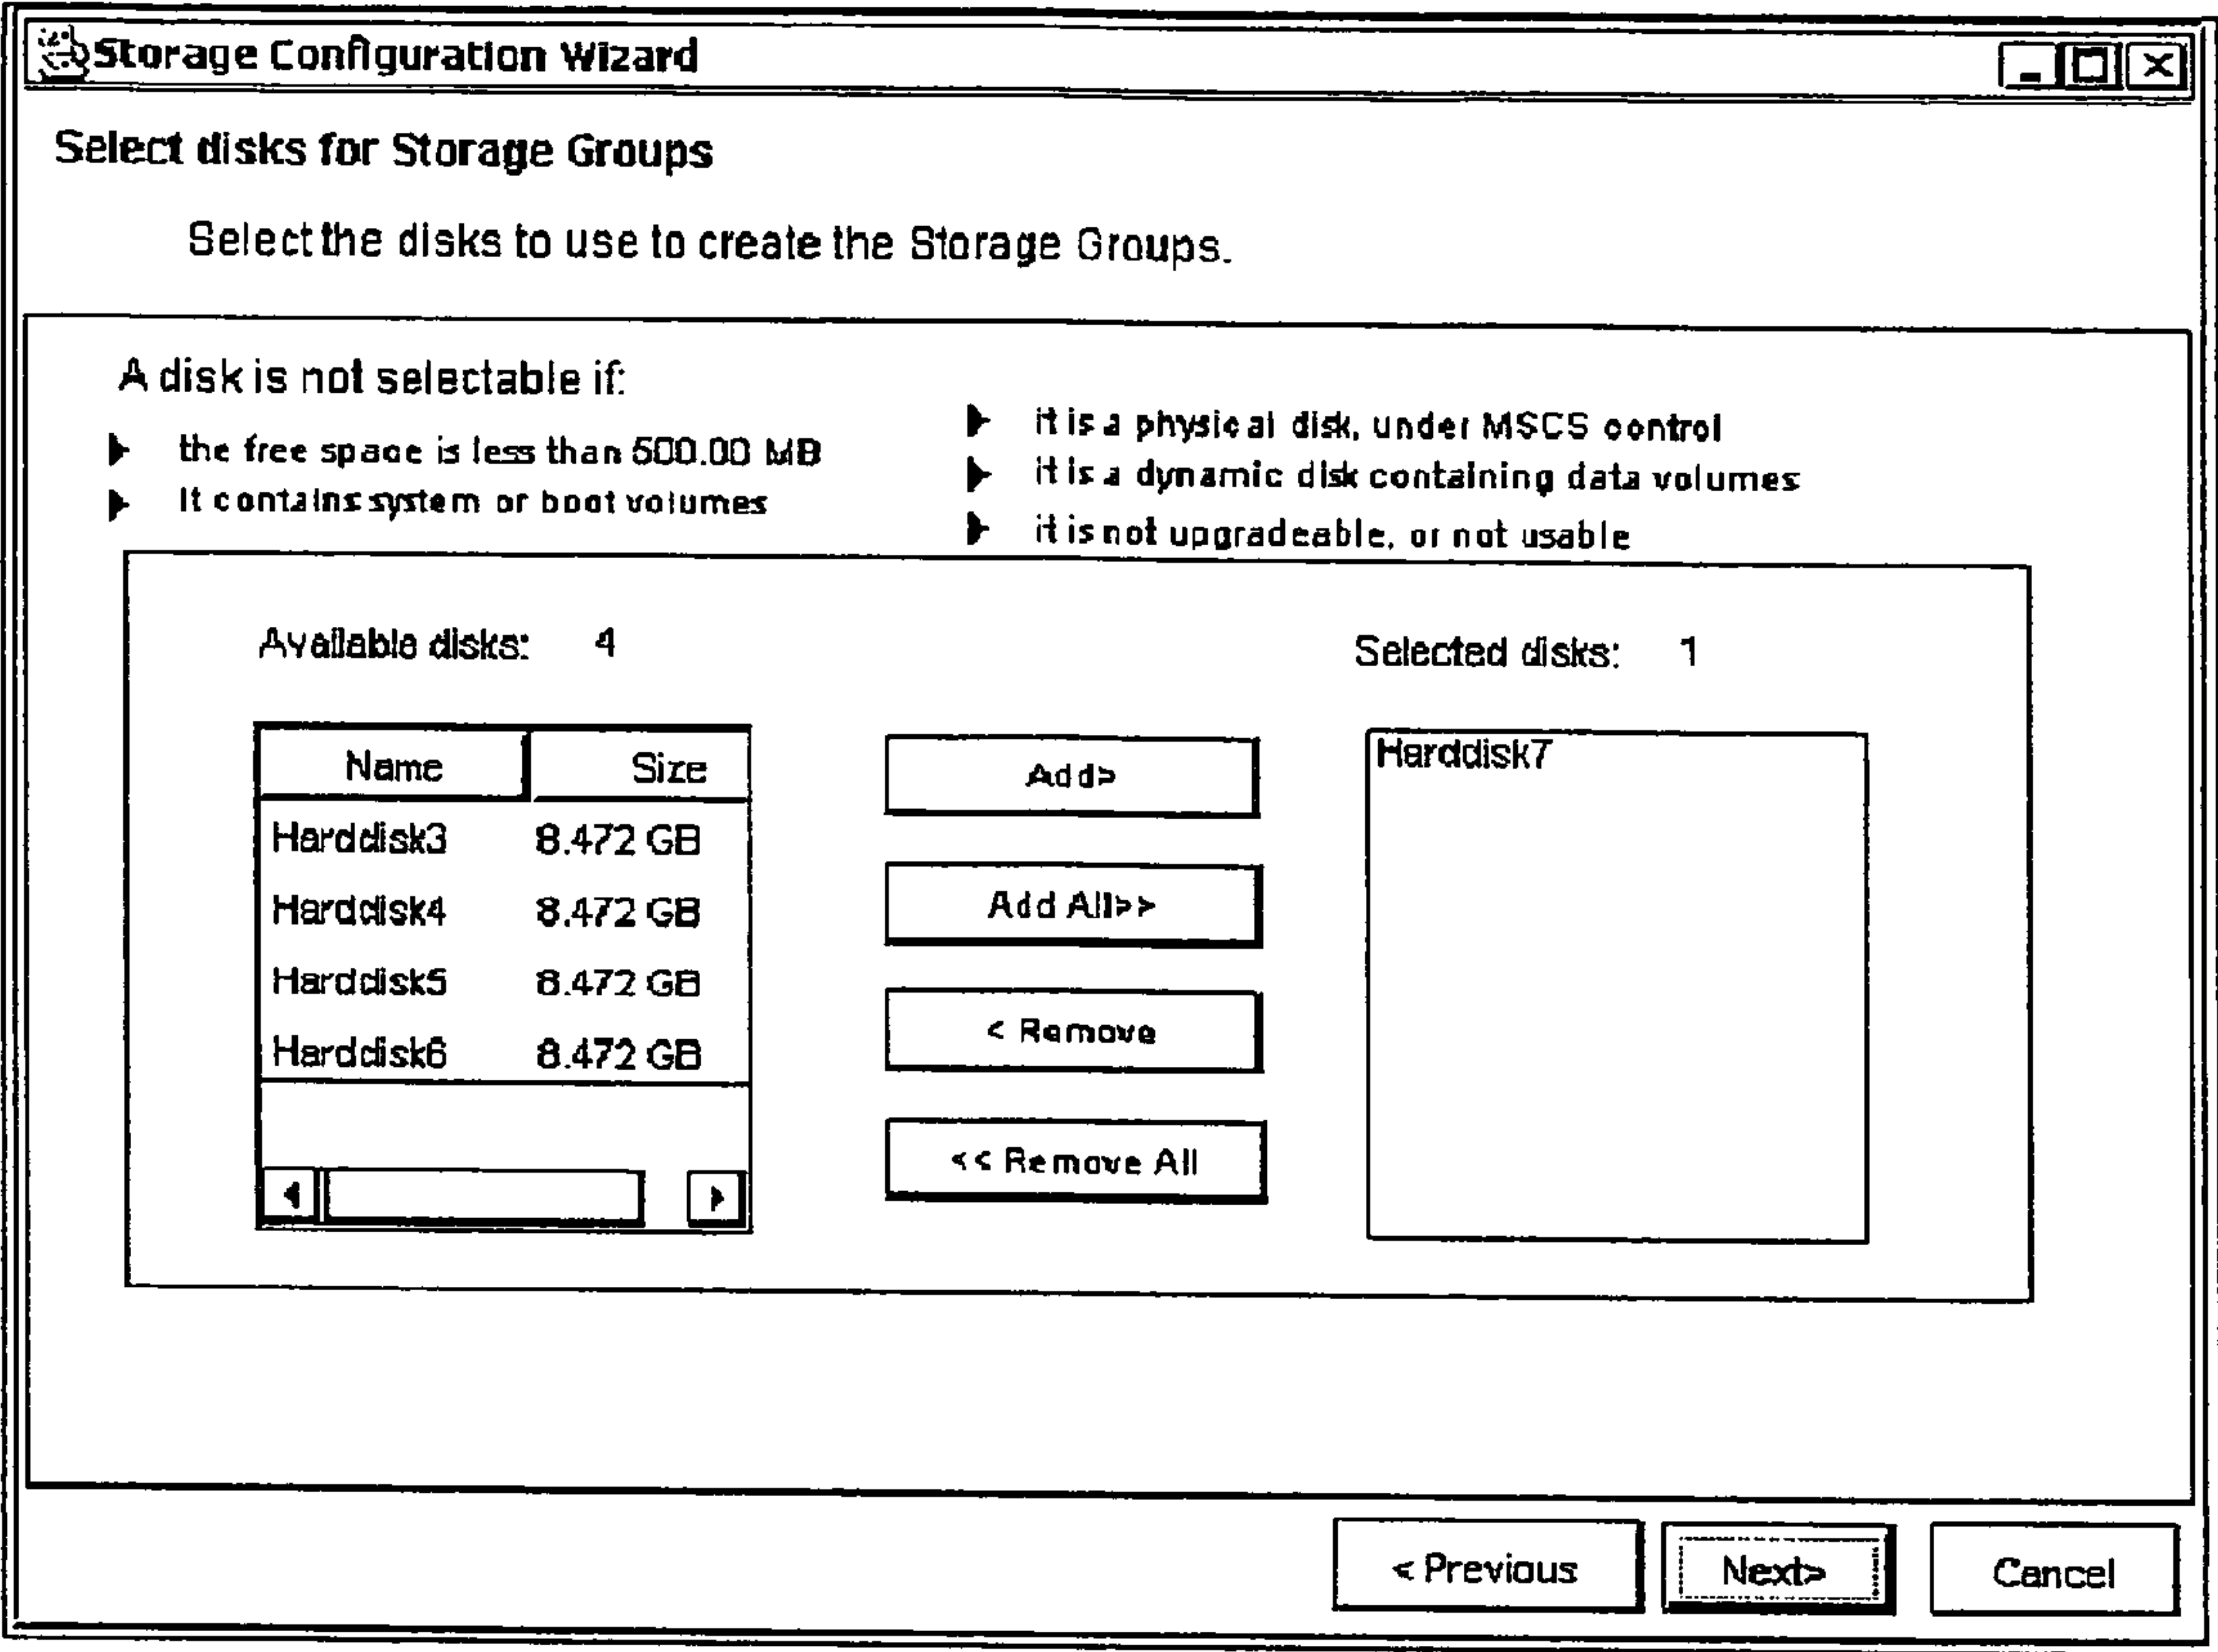 Storage Configuration Wizard
Select disks for Storage Groups
Select the disks to use to create the Storage Groups.
A disk is not selectable if:
the free space is less than 500.00 MB
It contains system or boot volumes
it is a physical disk, under MSCS control
it is a dynamic disk containing data volumes
it is not upgradeable, or not usable
Available disks: 4
Selected disks: 1
Name Size
Harddisk3 8.472 GB
Harddisk4 8.472 GB
Harddisk5 8.472 GB
Harddisk6 8.472 GB
Add>
Add All>>
< Remove
<< Remove All
Harddisk7
< Previous
Next>
Cancel